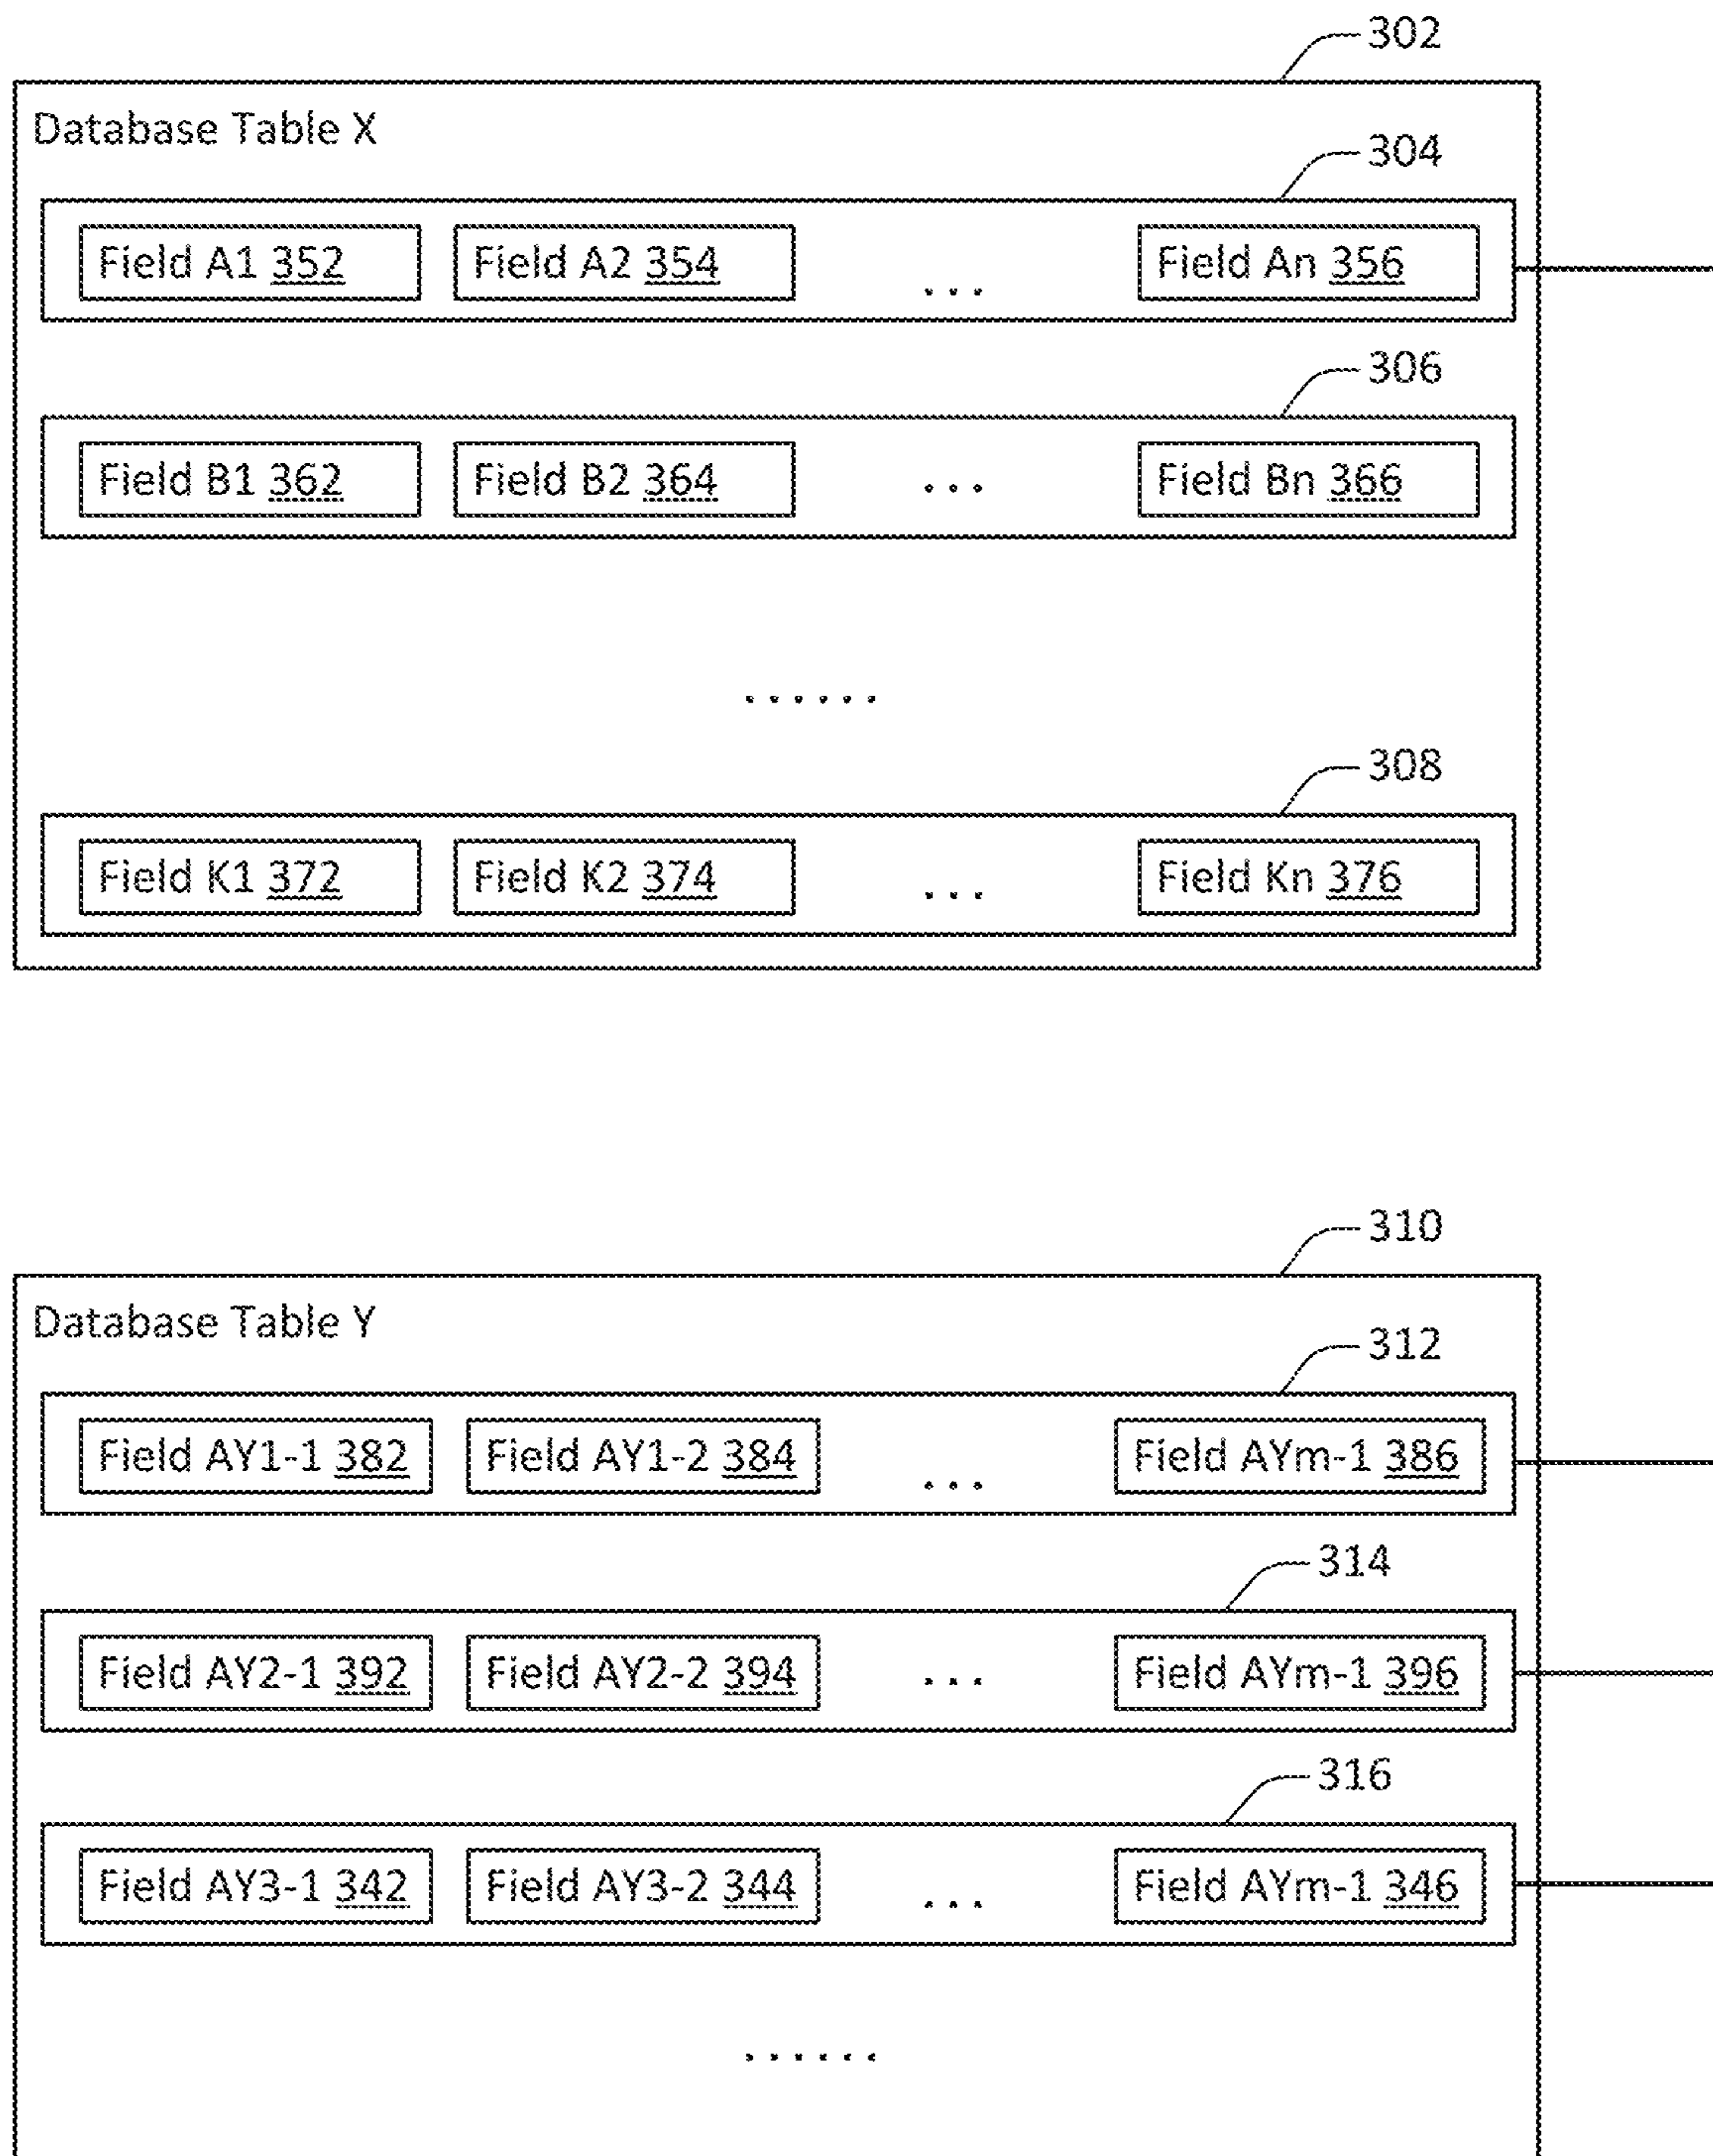 302
Database Table X
304
Field A1 352 Field A2 354 ... Field An 356
306
Field B1 362 Field B2 364 ... Field Bn 366
......
308
Field K1 372 Field K2 374 ... Field Kn 376
310
Database Table Y
312
Field AY1-1 382 Field AY1-2 384 ... Field AYm-1 386
314
Field AY2-1 392 Field AY2-2 394 ... Field AYm-1 396
316
Field AY3-1 342 Field AY3-2 344 ... Field AYm-1 346
......